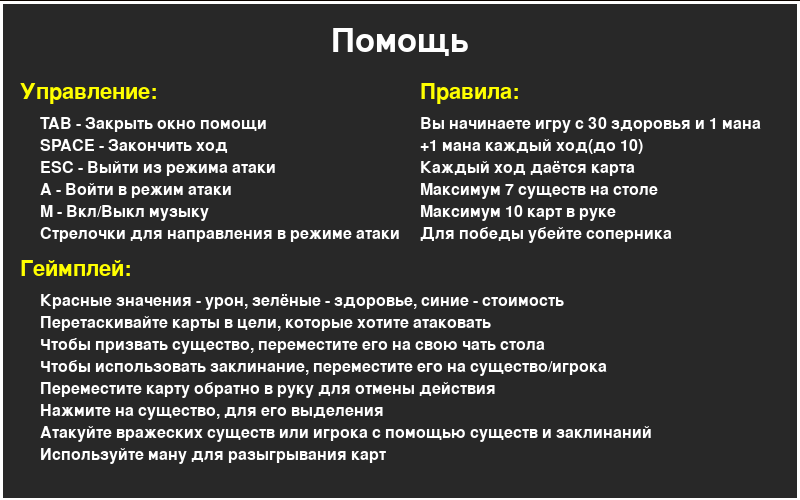 Помощь
Управление:
TAB - Закрыть окно помощи
SPACE - Закончить ход
ESC - Выйти из режима атаки
A - Войти в режим атаки
M - Вкл/Выкл музыку
Стрелочки для направления в режиме атаки
Правила:
Вы начинаете игру с 30 здоровья и 1 мана
+1 мана каждый ход(до 10)
Каждый ход даётся карта
Максимум 7 существ на столе
Максимум 10 карт в руке
Для победы убейте соперника
Геймплей:
Красные значения - урон, зелёные - здоровье, синие - стоимость
Перетаскивайте карты в цели, которые хотите атаковать
Чтобы призвать существо, переместите его на свою чать стола
Чтобы использовать заклинание, переместите его на существо/игрока
Переместите карту обратно в руку для отмены действия
Нажмите на существо, для его выделения
Атакуйте вражеских существ или игрока с помощью существ и заклинаний
Используйте ману для разыгрывания карт